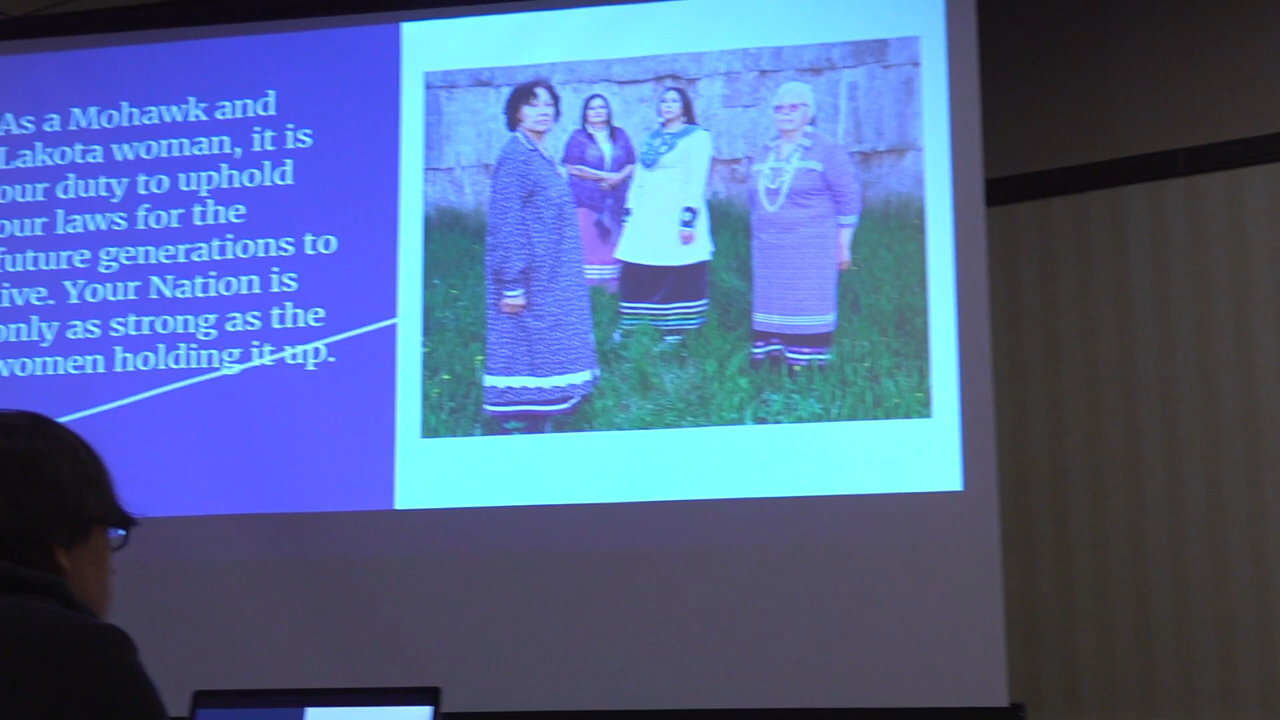 As a Mohawk and
Lakota woman, it is
our duty to uphold
our laws for the
future generations to
live. Your Nation is
only as strong as the
women holding it up.